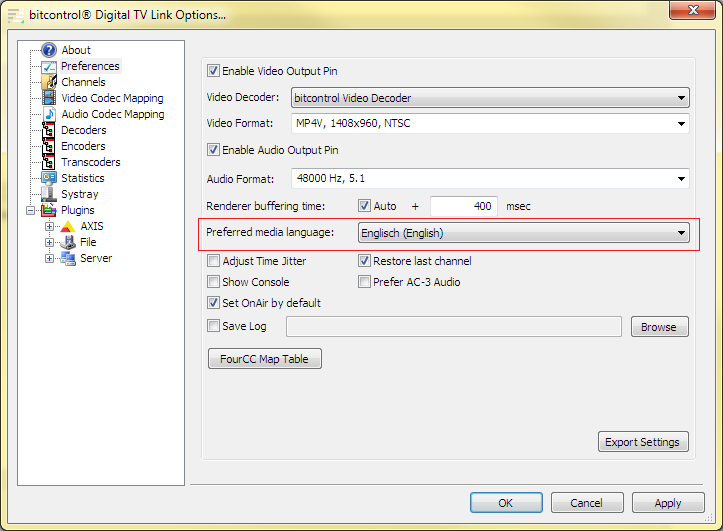 bitcontrol® Digital TV Link Options...
About
Preferences
Channels
Video Codec Mapping
Audio Codec Mapping
Decoders
Encoders
Transcoders
Statistics
Systray
Plugins
AXIS
File
Server
Enable Video Output Pin
Video Decoder: bitcontrol Video Decoder
Video Format: MP4V, 1408x960, NTSC
Enable Audio Output Pin
Audio Format: 48000 Hz, 5.1
Renderer buffering time: Auto + 400 msec
Preferred media language: Englisch (English)
Adjust Time Jitter Restore last channel
Show Console Prefer AC-3 Audio
Set OnAir by default
Save Log Browse
FourCC Map Table
Export Settings
OK Cancel Apply